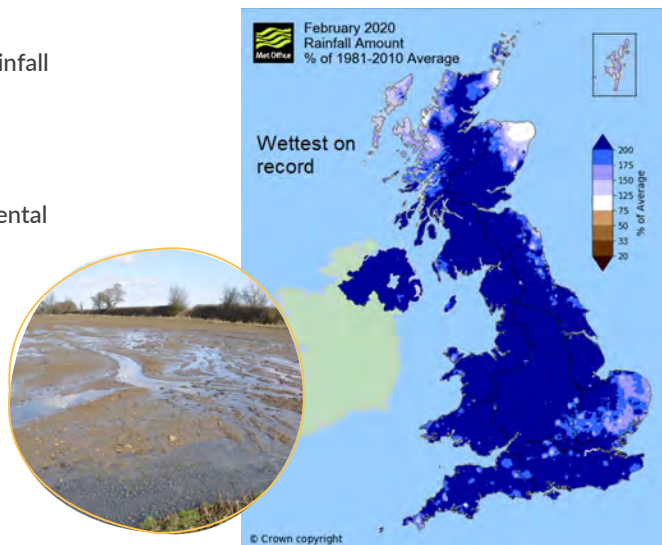 infall
ental
Met Office
February 2020
Rainfall Amount
% of 1981-2010 Average
Wettest on
record
200
175
150
125
75
50
33
20
% of Average
© Crown copyright